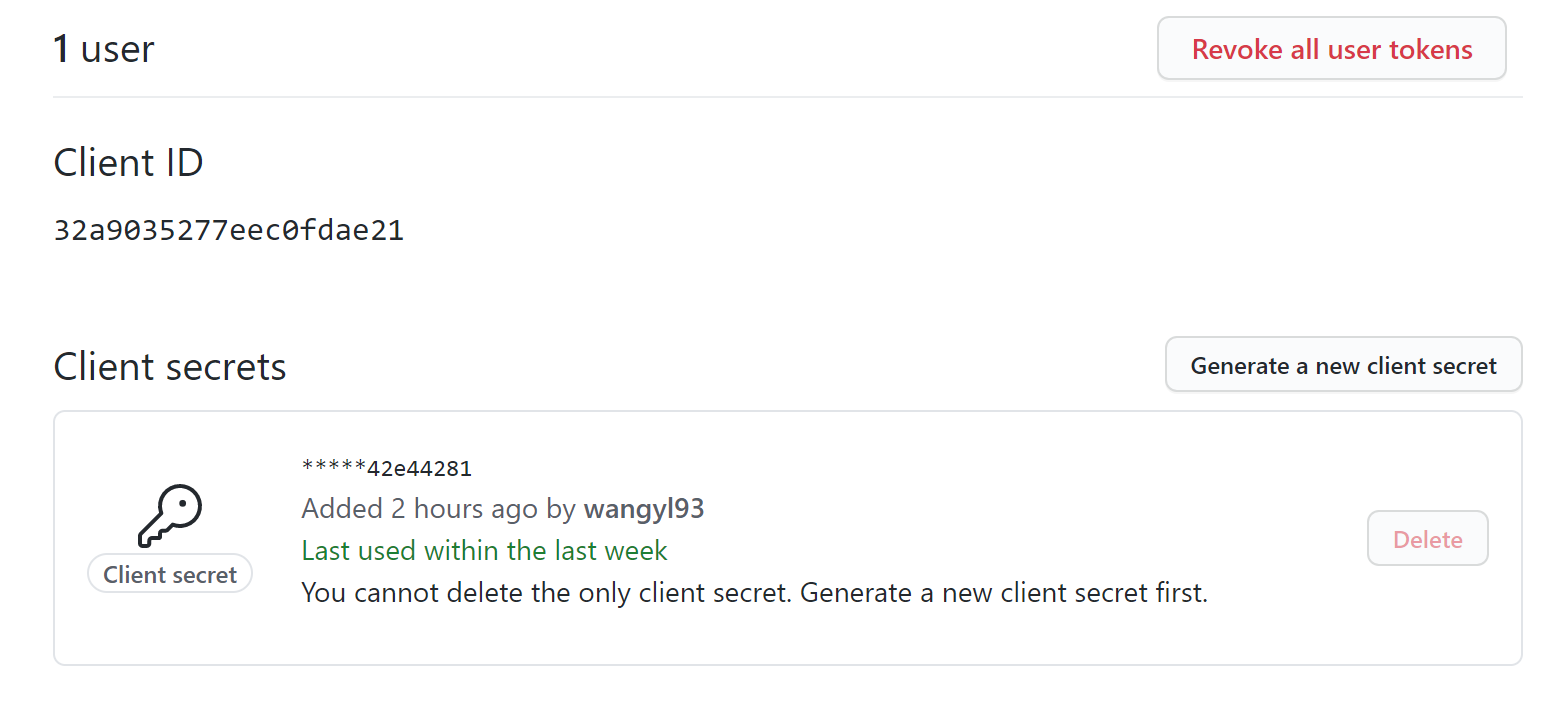 1 user
Revoke all user tokens
Client ID
32a9035277eec0fdae21
Client secrets
Generate a new client secret
*****42e44281
Added 2 hours ago by wangyl93
Last used within the last week
You cannot delete the only client secret. Generate a new client secret first.
Client secret
Delete